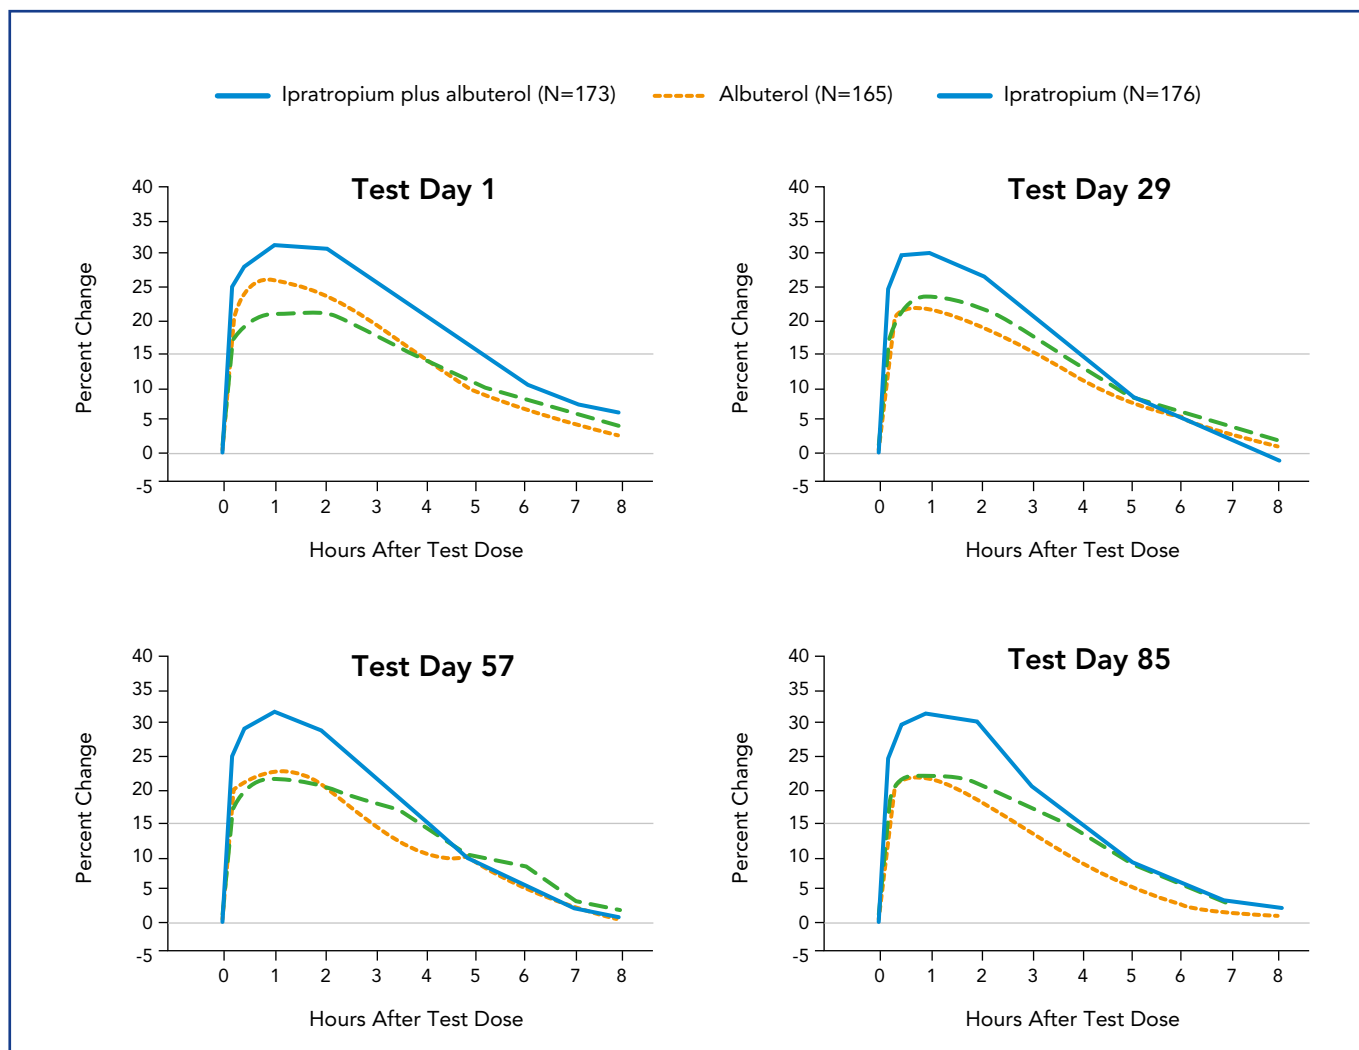 Ipratropium plus albuterol (N=173) Albuterol (N=165) Ipratropium (N=176)
Test Day 1
Percent Change
40
35
30
25
20
15
10
5
0
-5
0 1 2 3 4 5 6 7 8
Hours After Test Dose
Test Day 29
Percent Change
40
35
30
25
20
15
10
5
0
-5
0 1 2 3 4 5 6 7 8
Hours After Test Dose
Test Day 57
Percent Change
40
35
30
25
20
15
10
5
0
-5
0 1 2 3 4 5 6 7 8
Hours After Test Dose
Test Day 85
Percent Change
40
35
30
25
20
15
10
5
0
-5
0 1 2 3 4 5 6 7 8
Hours After Test Dose